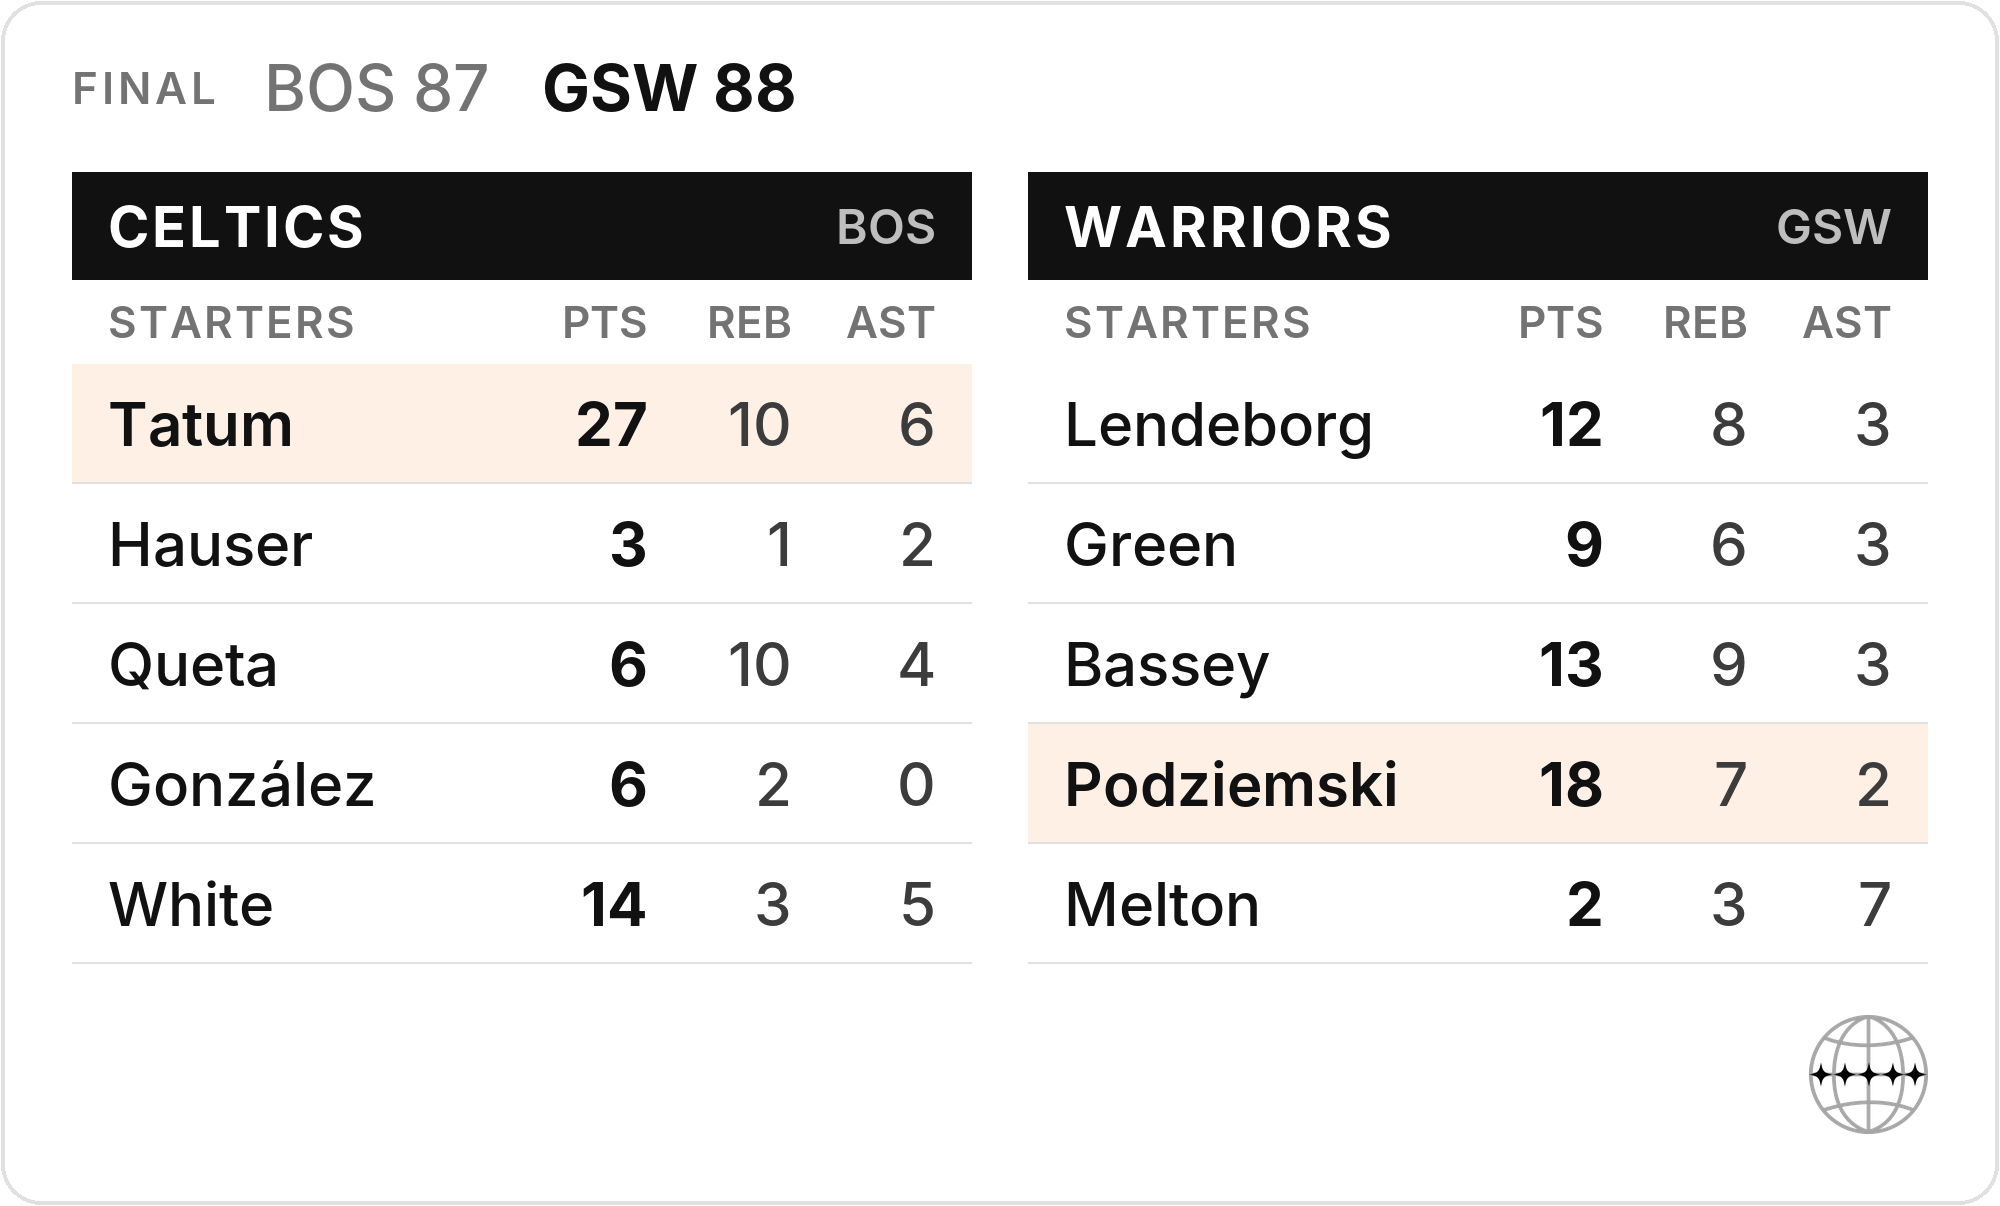 FINAL BOS 87 GSW 88
CELTICS BOS
STARTERS PTS REB AST
Tatum 27 10 6
Hauser 3 1 2
Queta 6 10 4
González 6 2 0
White 14 3 5
WARRIORS GSW
STARTERS PTS REB AST
Lendeborg 12 8 3
Green 9 6 3
Bassey 13 9 3
Podziemski 18 7 2
Melton 2 3 7